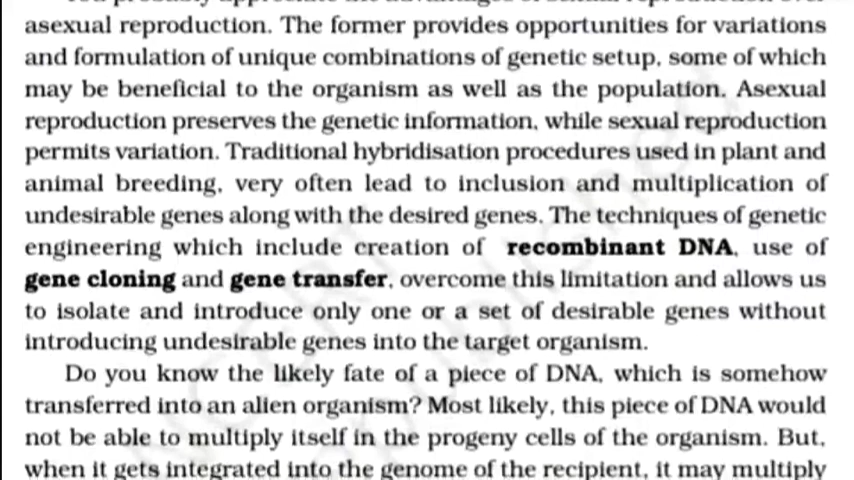 asexual reproduction. The former provides opportunities for variations
and formulation of unique combinations of genetic setup, some of which
may be beneficial to the organism as well as the population. Asexual
reproduction preserves the genetic information, while sexual reproduction
permits variation. Traditional hybridisation procedures used in plant and
animal breeding, very often lead to inclusion and multiplication of
undesirable genes along with the desired genes. The techniques of genetic
engineering which include creation of recombinant DNA, use of
gene cloning and gene transfer, overcome this limitation and allows us
to isolate and introduce only one or a set of desirable genes without
introducing undesirable genes into the target organism.
Do you know the likely fate of a piece of DNA, which is somehow
transferred into an alien organism? Most likely, this piece of DNA would
not be able to multiply itself in the progeny cells of the organism. But,
when it gets integrated into the genome of the recipient, it may multiply